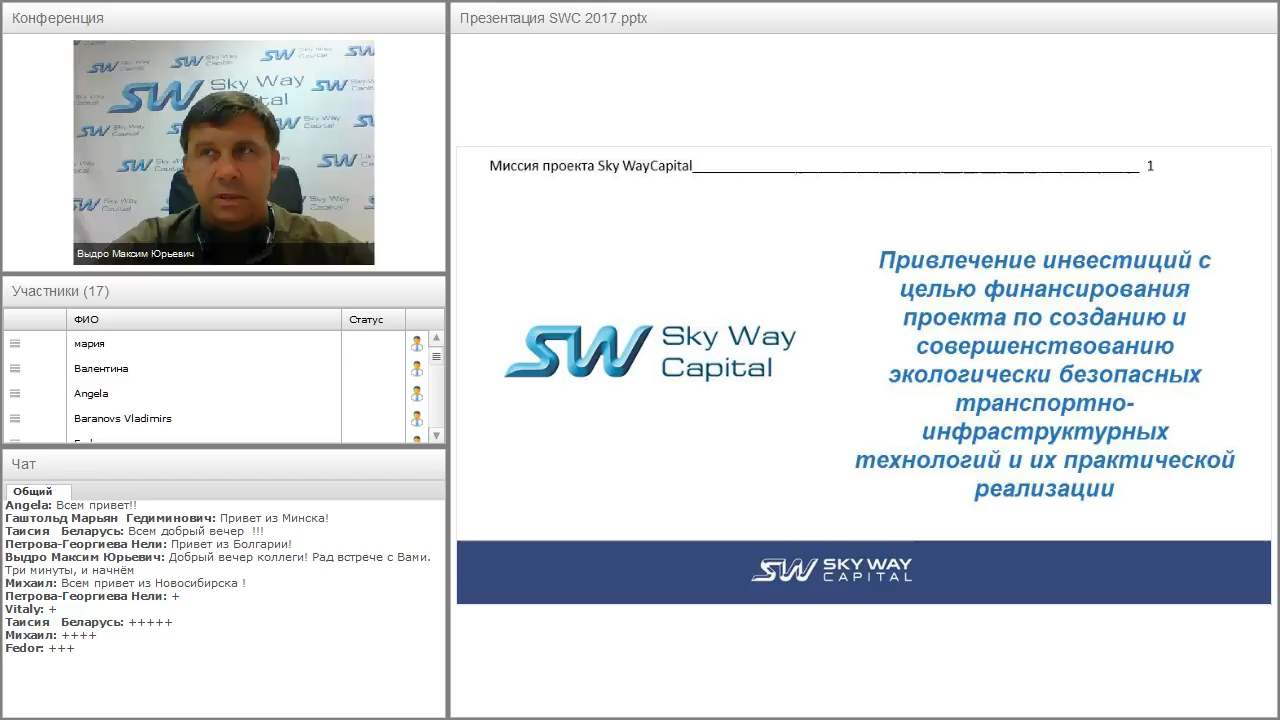 Конференция
SW Sky Way
Capital
Выдро Максим Юрьевич
Участники (17)
ФИО
Статус
мария
Валентина
Angela
Baranovs Vladimirs
Чат
Общий
Angela: Всем привет!!
Гаштольд Марьян Гедиминович: Привет из Минска!
Таисия Беларусь: Всем добрый вечер !!!
Петрова-Георгиева Нели: Привет из Болгарии!
Выдро Максим Юрьевич: Добрый вечер коллеги! Рад встрече с Вами.
Три минуты, и начнём
Михаил: Всем привет из Новосибирска !
Петрова-Георгиева Нели: +
Vitaly: +
Таисия Беларусь: +++++
Михаил: ++++
Fedor: +++
Презентация SWC 2017.pptx
Миссия проекта Sky WayCapital 1
SW Sky Way
Capital
Привлечение инвестиций с
целью финансирования
проекта по созданию и
совершенствованию
экологически безопасных
транспортно-
инфраструктурных
технологий и их практической
реализации
SW SKY WAY
CAPITAL